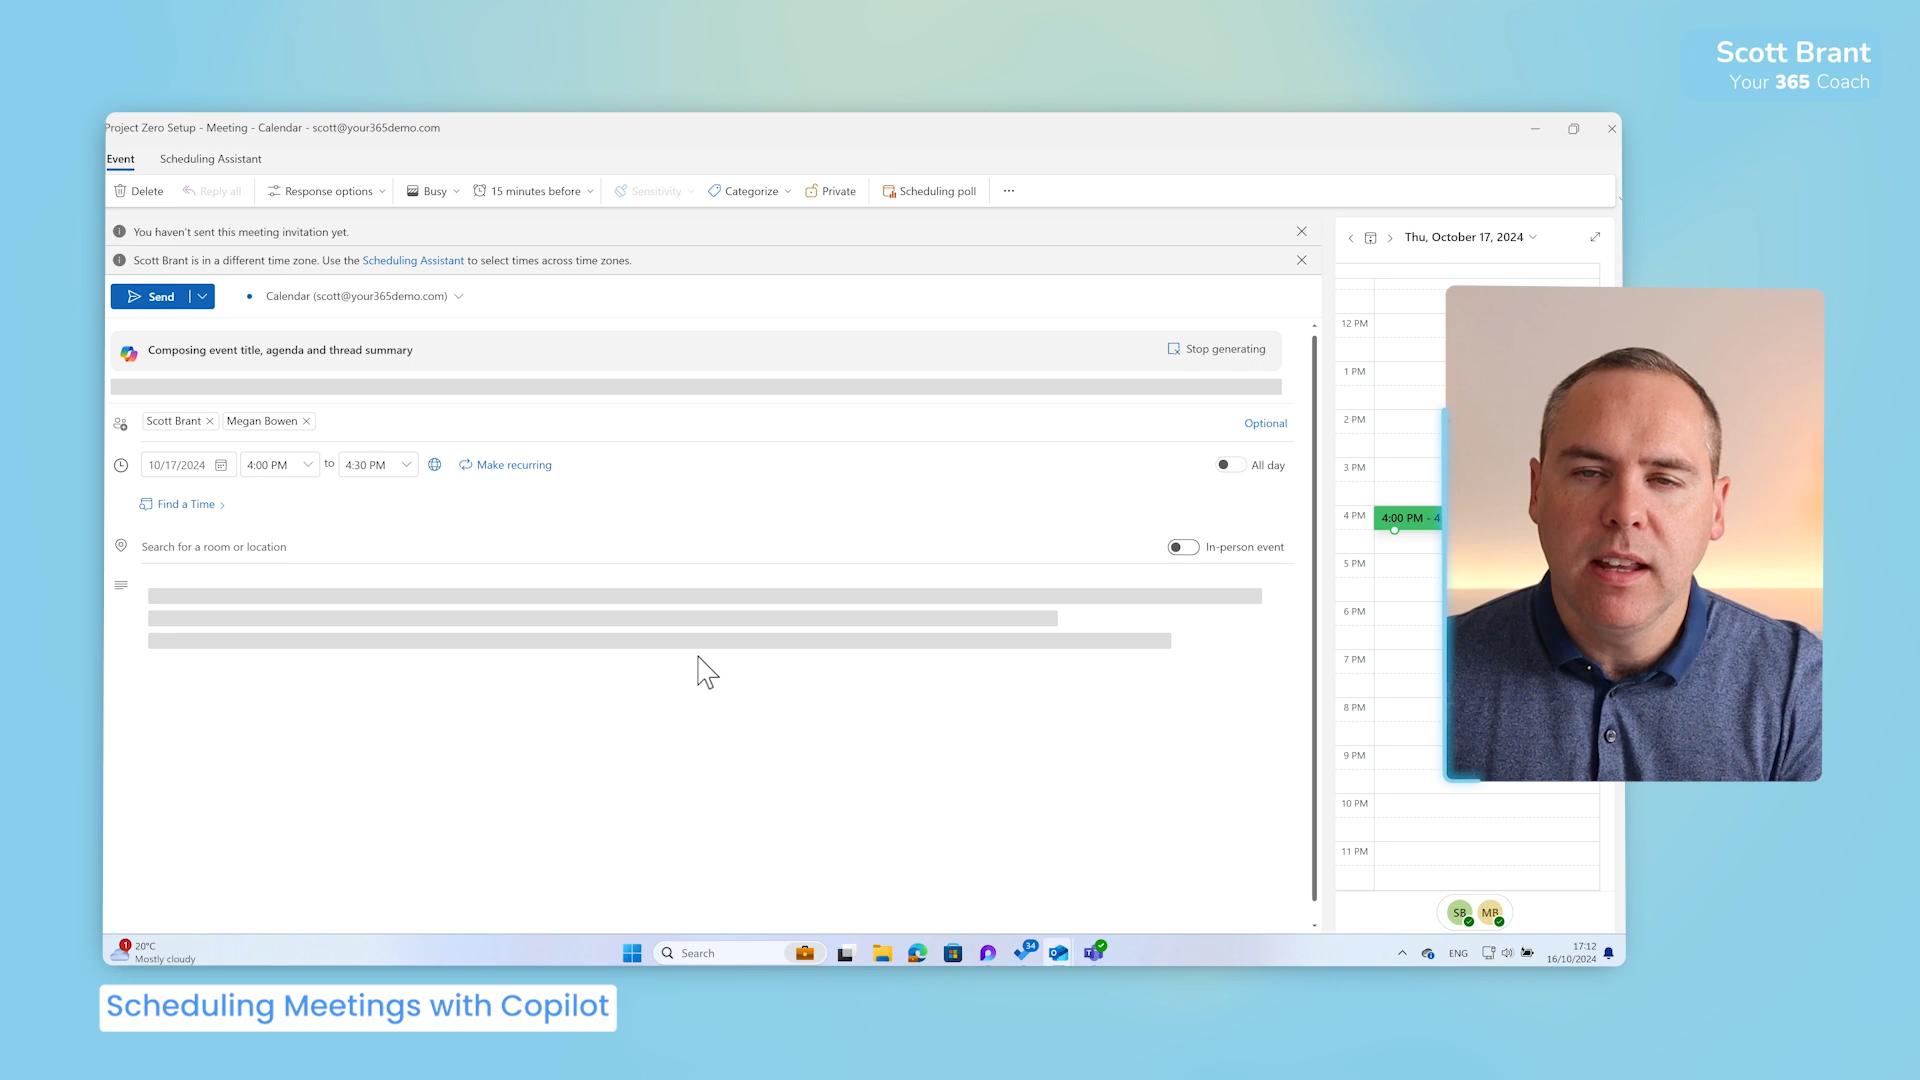 Scott Brant
Your 365 Coach
Project Zero Setup - Meeting - Calendar - scott@your365demo.com
Event Scheduling Assistant
Delete Reply all Response options Busy 15 minutes before Sensitivity Categorize Private Scheduling poll ...
You haven't sent this meeting invitation yet.
Scott Brant is in a different time zone. Use the Scheduling Assistant to select times across time zones.
Send Calendar (scott@your365demo.com)
Composing event title, agenda and thread summary Stop generating
Scott Brant Megan Bowen Optional
10/17/2024 4:00 PM to 4:30 PM Make recurring All day
Find a Time
Search for a room or location In-person event
Thu, October 17, 2024
12 PM
1 PM
2 PM
3 PM
4 PM 4:00 PM - 4
5 PM
6 PM
7 PM
8 PM
9 PM
10 PM
11 PM
SB MB
1 20°C
Mostly cloudy
Search
34
ENG
17:12
16/10/2024
Scheduling Meetings with Copilot